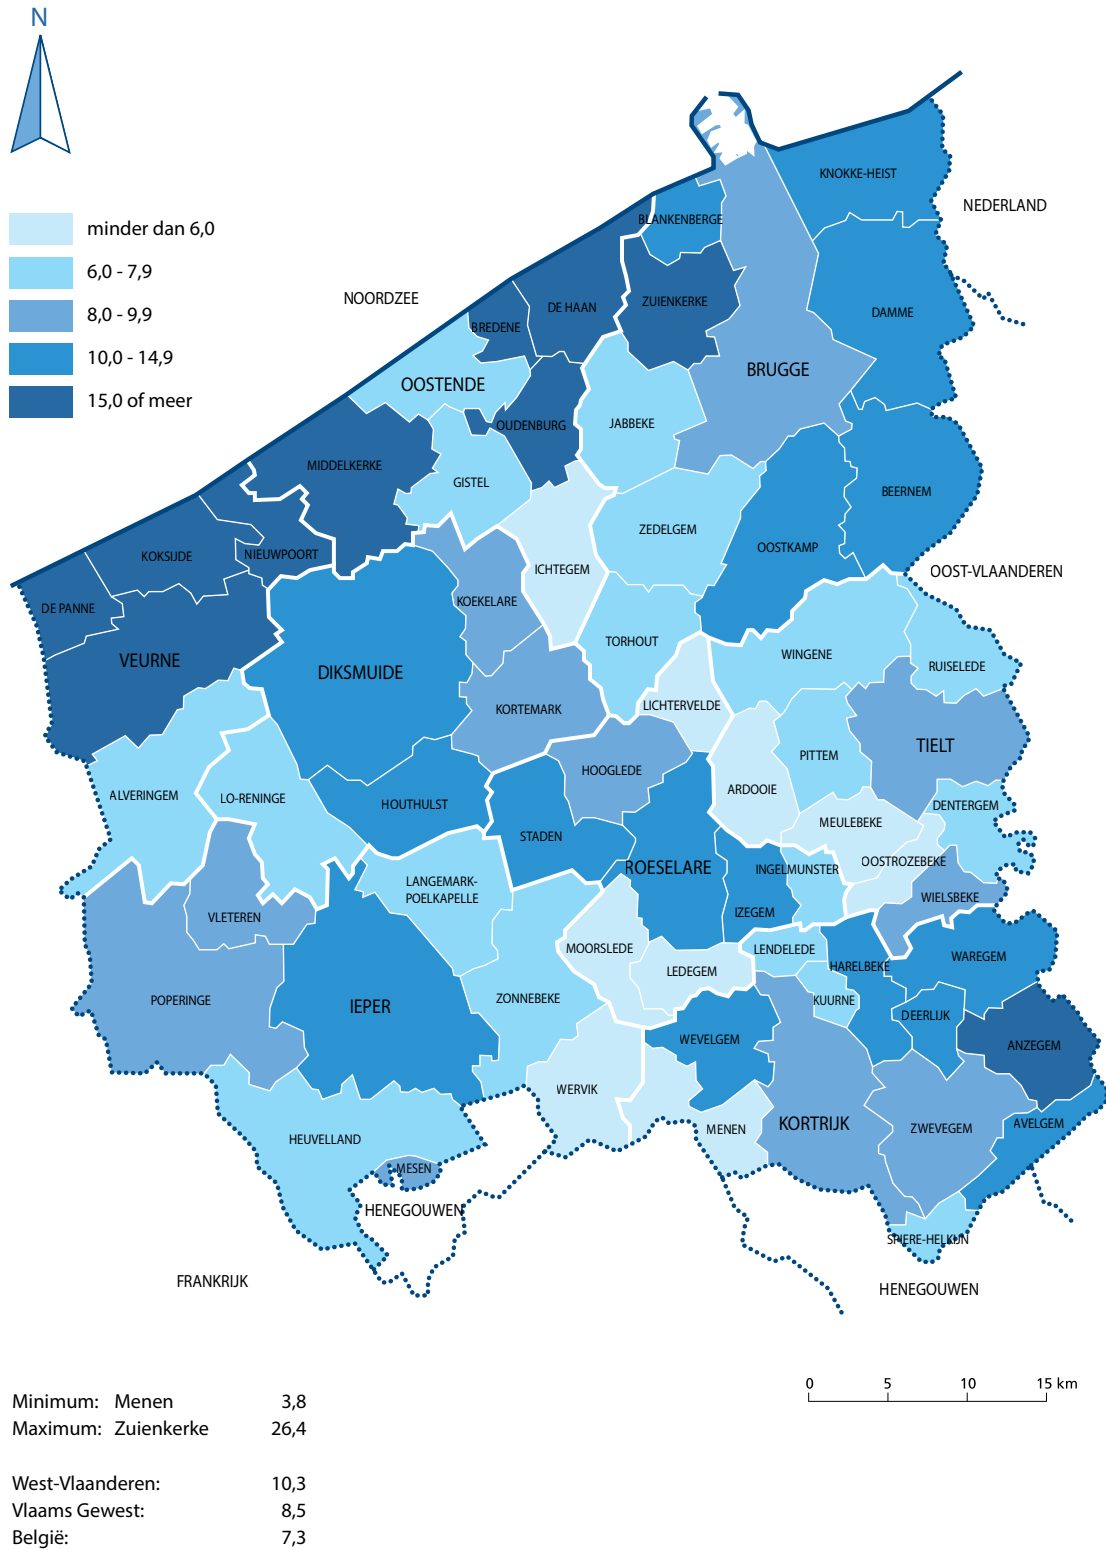 N
KNOKKE-HEIST
NEDERLAND
minder dan 6,0
BLANKENBERGE
6,0 - 7,9
NOORDZEE
ZUIENKERKE
DE HAAN
DAMME
8,0 - 9,9
BREDENE
10,0 - 14,9
BRUGGE
OOSTENDE
15,0 of meer
OUDENBURG
JABBEKE
MIDDELKERKE
GISTEL
BEERNEM
ZEDELGEM
OOSTKAMP
KOKSIJDE
NIEUWPOORT
ICHTEGEM
OOST-VLAANDEREN
DE PANNE
KOEKELARE
TORHOUT
VEURNE
WINGENE
RUISELEDE
DIKSMUIDE
LICHTERVELDE
KORTEMARK
TIELT
PITTEM
HOOGLEDE
ARDOOIE
ALVERINGEM
LO-RENINGE
HOUTHULST
DENTERGEM
MEULEBEKE
STADEN
OOSTROZEBEKE
ROESELARE
INGELMUNSTER
LANGEMARK-
POELKAPELLE
WIELSBEKE
IZEGEM
VLETEREN
MOORSLEDE
LENDELEDE
WAREGEM
HARELBEKE
LEDEGEM
ZONNEBEKE
POPERINGE
IEPER
KUURNE
DEERLIJK
WEVELGEM
ANZEGEM
WERVIK
KORTRIJK
AVELGEM
MENEN
ZWEVEGEM
HEUVELLAND
MESEN
HENEGOUWEN
SPIERE-HELKIJN
FRANKRIJK
HENEGOUWEN
0 5 10 15 km
Minimum: Menen 3,8
Maximum: Zuienkerke 26,4
West-Vlaanderen: 10,3
Vlaams Gewest: 8,5
België: 7,3